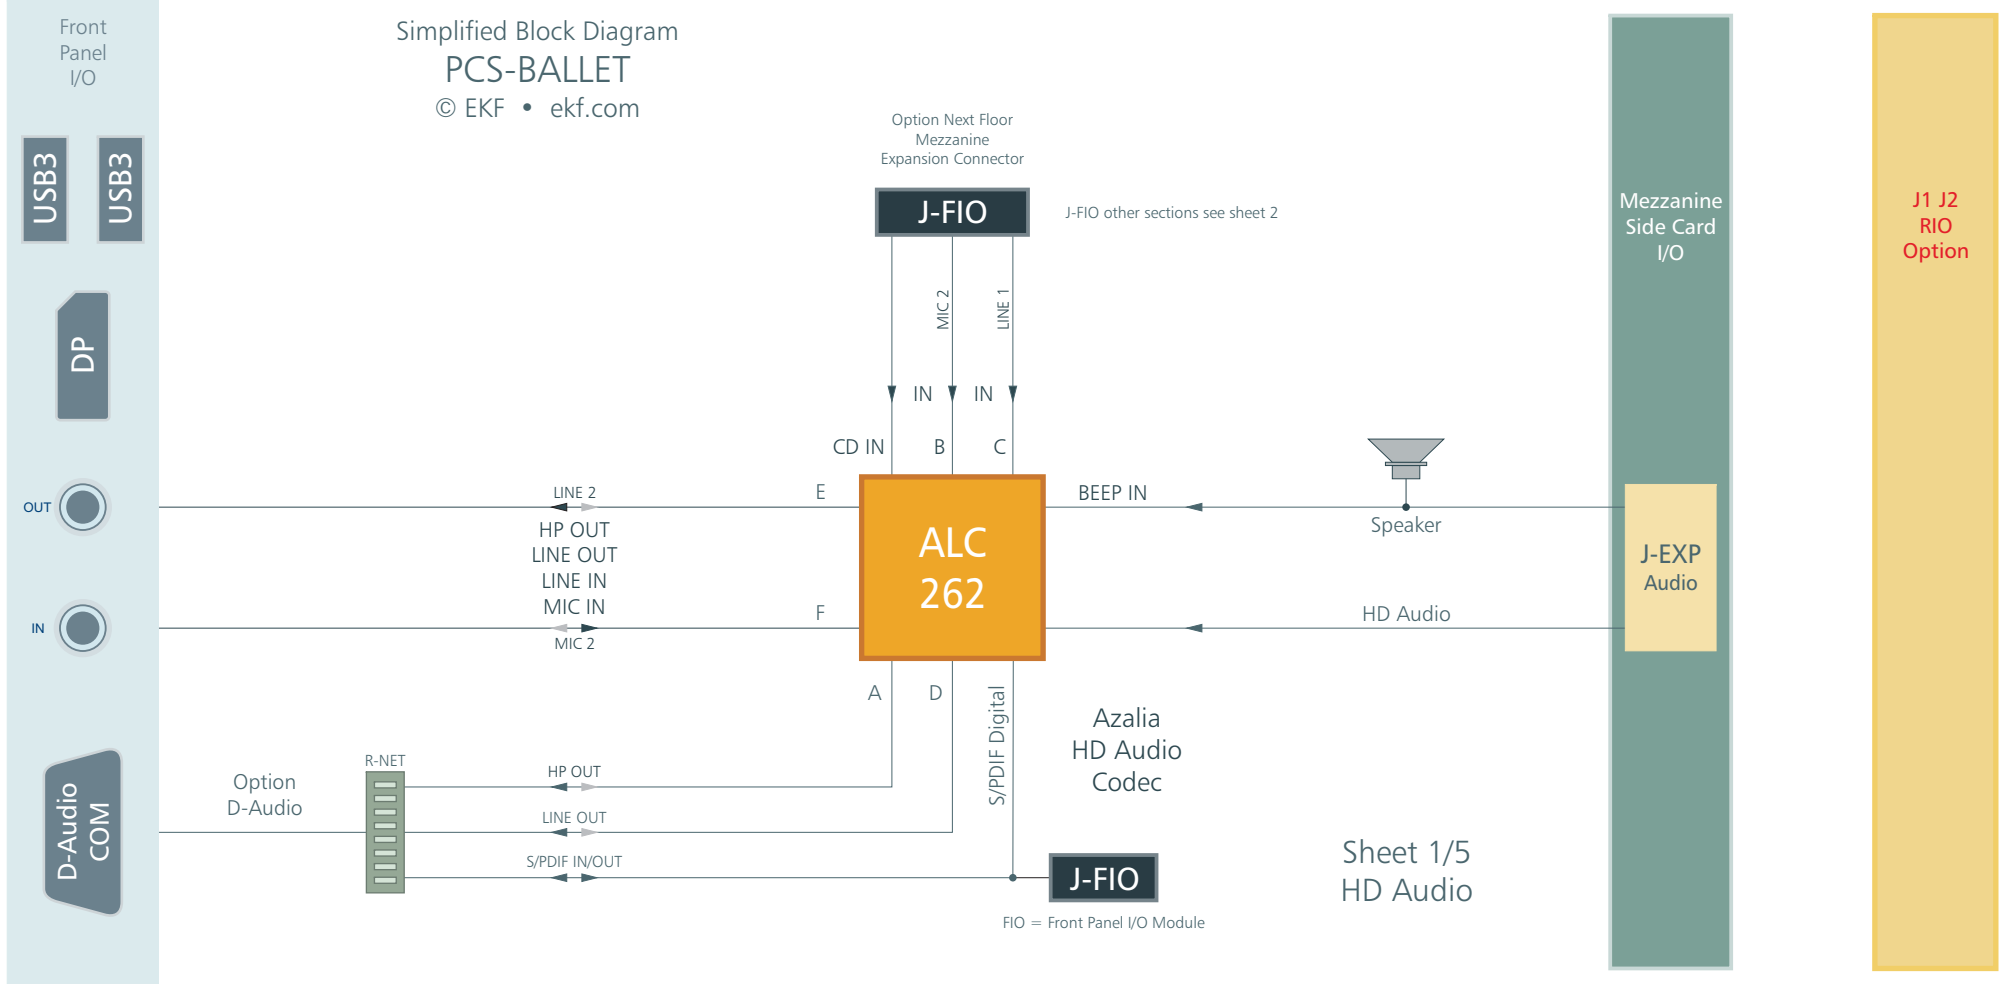 Front
Panel
I/O
Simplified Block Diagram
PCS-BALLET
© EKF • ekf.com
USB3
USB3
DP
OUT
IN
D-Audio
COM
Option Next Floor
Mezzanine
Expansion Connector
J-FIO
J-FIO other sections see sheet 2
MIC 2
LINE 1
IN
IN
CD IN
B
C
LINE 2
E
HP OUT
LINE OUT
LINE IN
MIC IN
F
MIC 2
ALC
262
BEEP IN
Speaker
HD Audio
Mezzanine
Side Card
I/O
J-EXP
Audio
J1 J2
RIO
Option
A
D
S/PDIF Digital
Azalia
HD Audio
Codec
Option
D-Audio
R-NET
HP OUT
LINE OUT
S/PDIF IN/OUT
J-FIO
FIO = Front Panel I/O Module
Sheet 1/5
HD Audio